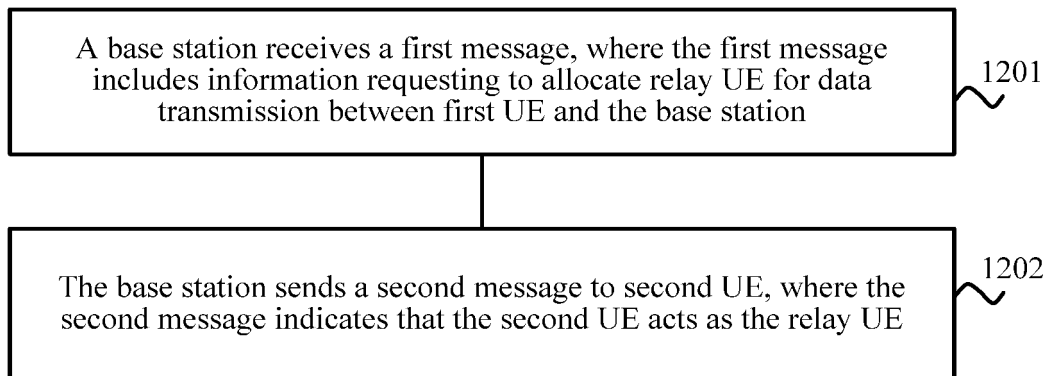 A base station receives a first message, where the first message
includes information requesting to allocate relay UE for data
transmission between first UE and the base station
1201
The base station sends a second message to second UE, where the
second message indicates that the second UE acts as the relay UE
1202